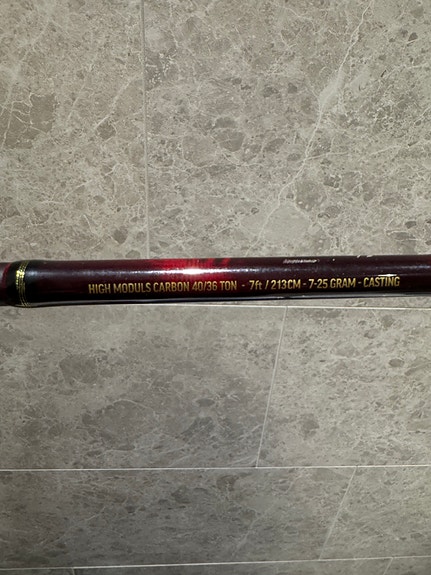 HIGH MODULS CARBON 40/36 TON - 7ft / 213CM - 7-25 GRAM - CASTING